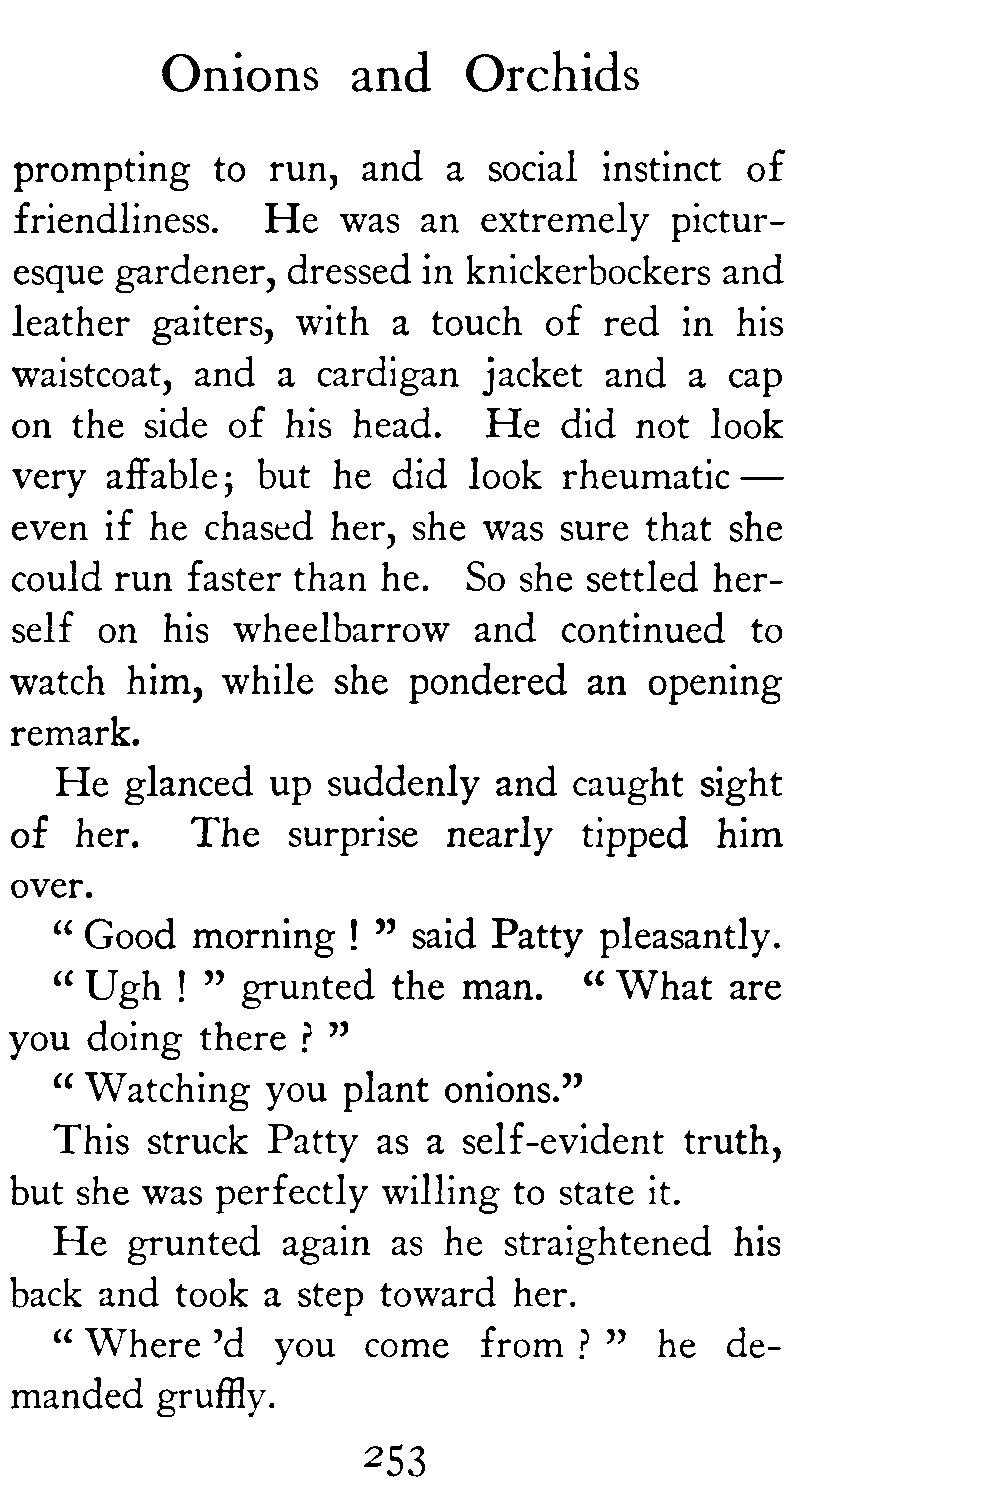 Onions and Orchids
prompting to run, and a social instinct of
friendliness. He was an extremely pictur-
esque gardener, dressed in knickerbockers and
leather gaiters, with a touch of red in his
waistcoat, and a cardigan jacket and a cap
on the side of his head. He did not look
very affable; but he did look rheumatic —
even if he chased her, she was sure that she
could run faster than he. So she settled her-
self on his wheelbarrow and continued to
watch him, while she pondered an opening
remark.
He glanced up suddenly and caught sight
of her. The surprise nearly tipped him
over.
“ Good morning ! ” said Patty pleasantly.
“ Ugh ! ” grunted the man. “ What are
you doing there ? ”
“ Watching you plant onions.”
This struck Patty as a self-evident truth,
but she was perfectly willing to state it.
He grunted again as he straightened his
back and took a step toward her.
“ Where ’d you come from ? ” he de-
manded gruffly.
253